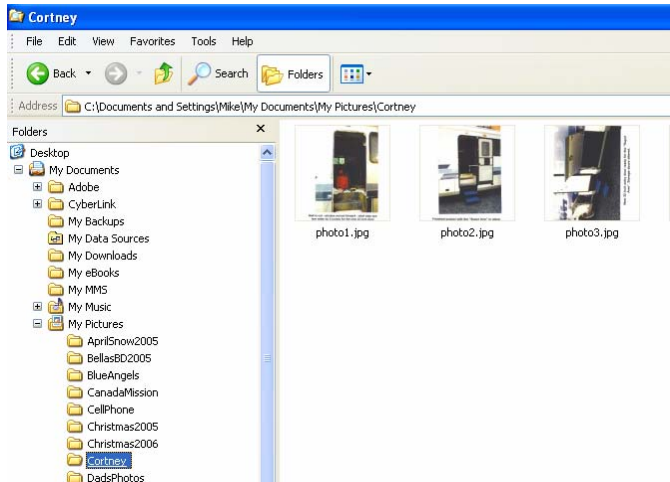 Cortney
File Edit View Favorites Tools Help
Back Search Folders
Address C:\Documents and Settings\Mike\My Documents\My Pictures\Cortney
Folders
Desktop
My Documents
Adobe
CyberLink
My Backups
My Data Sources
My Downloads
My eBooks
My MMS
My Music
My Pictures
AprilSnow2005
BellasBD2005
BlueAngels
CanadaMission
CellPhone
Christmas2005
Christmas2006
Cortney
DadsPhotos
photo1.jpg photo2.jpg photo3.jpg